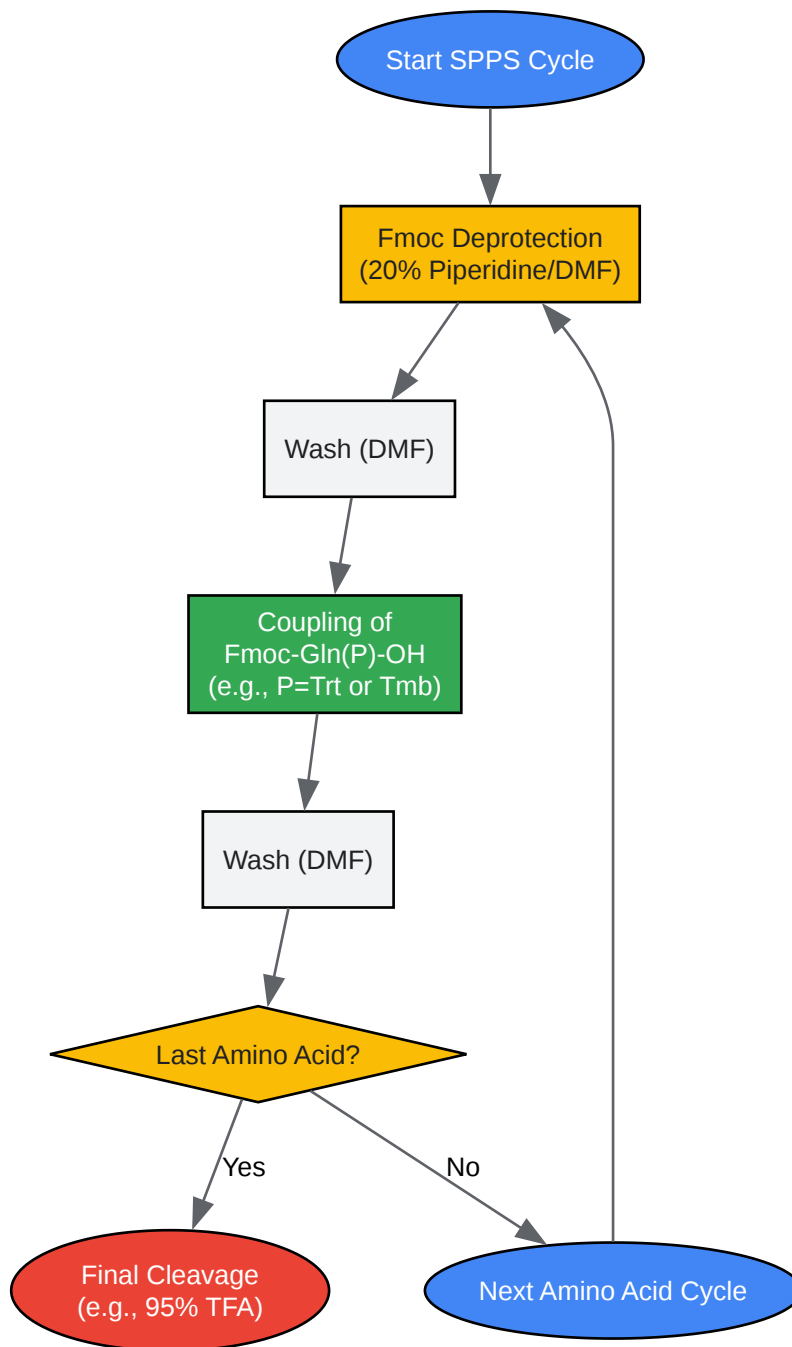 Start SPPS Cycle
Fmoc Deprotection
(20% Piperidine/DMF)
Wash (DMF)
Coupling of
Fmoc-Gln(P)-OH
(e.g., P=Trt or Tmb)
Wash (DMF)
Last Amino Acid?
Yes
No
Final Cleavage
(e.g., 95% TFA)
Next Amino Acid Cycle